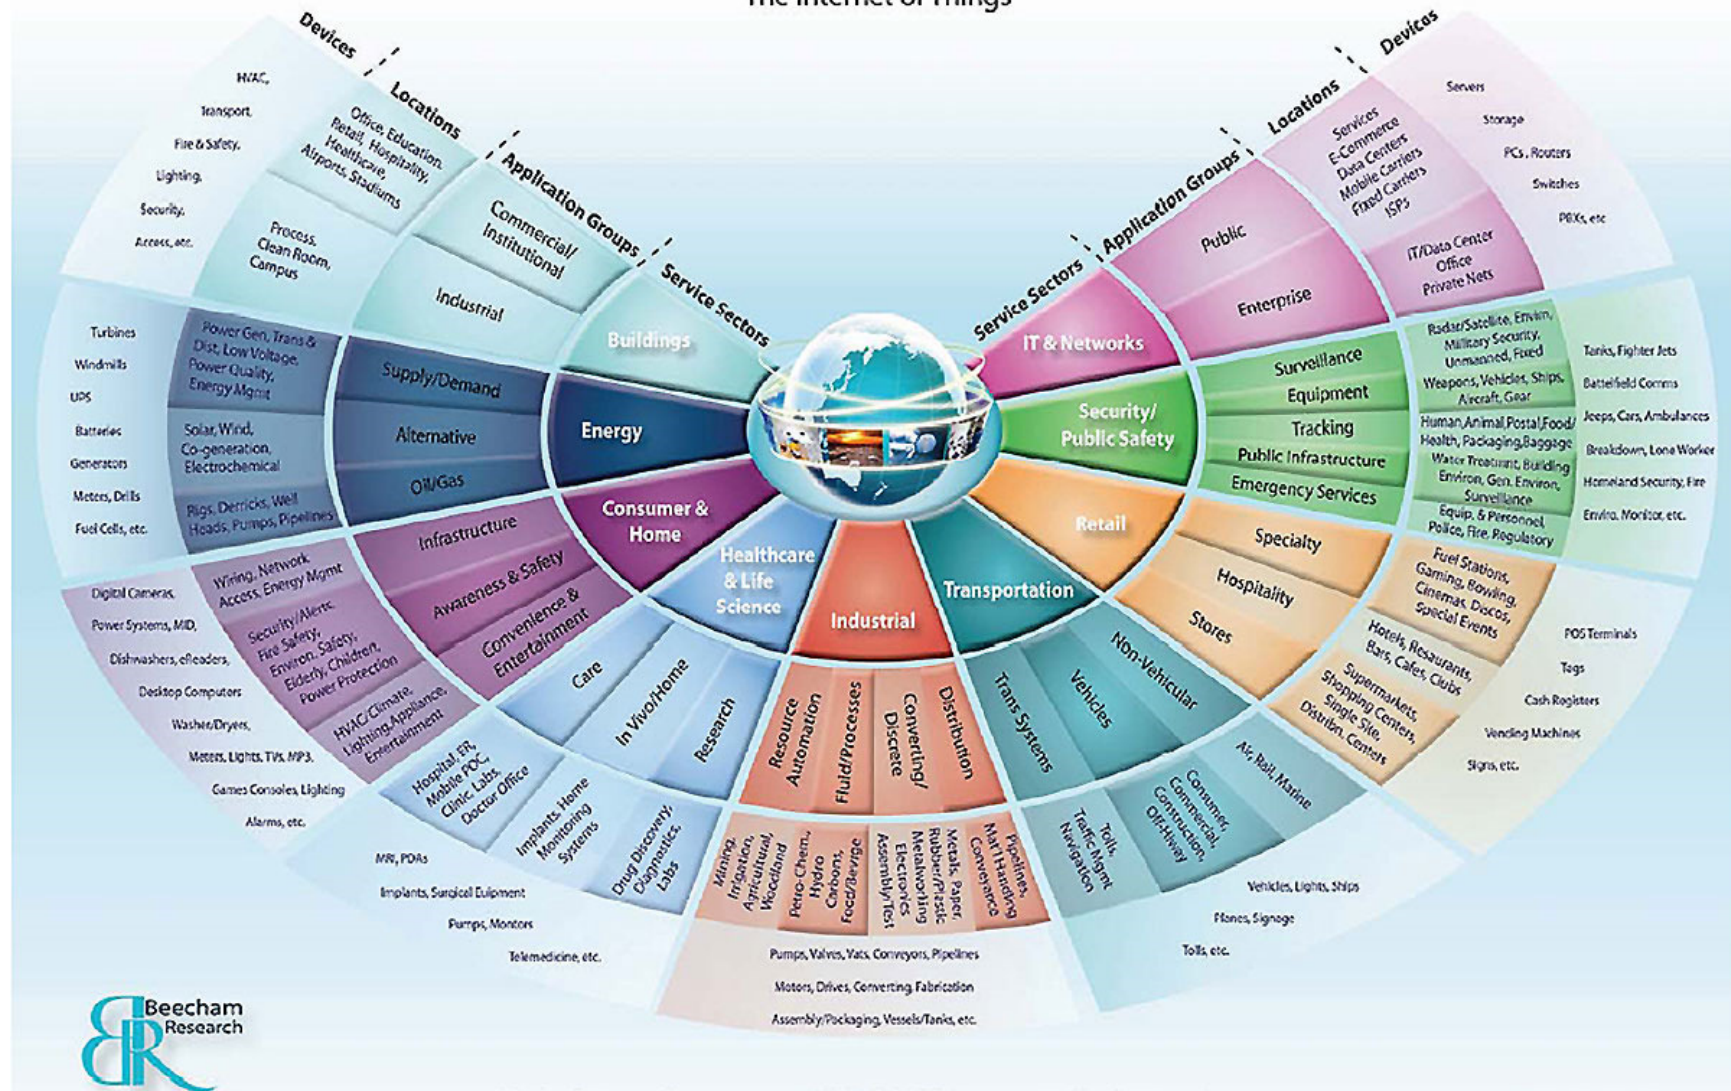 The Internet of Things
Devices
Locations
Application Groups
Service Sectors
HVAC,
Transport,
Fire & Safety,
Lighting,
Security,
Access, etc.
Office, Education,
Retail, Hospitality,
Healthcare,
Airports, Stadiums
Process,
Clean Room,
Campus
Commercial/
Institutional
Industrial
Buildings
Turbines
Windmills
UPS
Batteries
Generators
Meters, Drills
Fuel Cells, etc.
Power Gen, Trans &
Dist, Low Voltage,
Power Quality,
Energy Mgmt
Solar, Wind,
Co-generation,
Electrochemical
Rigs, Derricks, Well
Heads, Pumps, Pipelines
Supply/Demand
Alternative
Oil/Gas
Energy
Digital Cameras,
Power Systems, MID,
Dishwashers, eReaders,
Desktop Computers
Washer/Dryers,
Meters, Lights, TVs, MP3,
Games Consoles, Lighting
Alarms, etc.
Wiring, Network
Access, Energy Mgmt
Security/Alerts,
Fire Safety,
Environ. Safety,
Elderly, Children,
Power Protection
HVAC/Climate,
Lighting, Appliance,
Entertainment
Infrastructure
Awareness & Safety
Convenience &
Entertainment
Consumer &
Home
MRI, PDAs
Implants, Surgical Euipment
Pumps, Montors
Telemedicine, etc.
Hospital, ER,
Mobile POC,
Clinic, Labs,
Doctor Office
Implants, Home
Monitoring
Systems
Drug Discovery,
Diagnostics,
Labs
Care
In Vivo/Home
Research
Healthcare
& Life
Science
Industrial
Resource
Automation
Fluid/Processes
Converting/
Discrete
Distribution
Mining,
Irrigation,
Agricultural,
Woodland
Petro-Chem.,
Hydro
Carbons,
Food/Bevrge
Metals, Paper,
Rubber/Plastic
Metalworking
Electronics
Assembly/Test
Pipelines,
Mat'l Handling
Conveyance
Pumps, Valves, Vats, Conveyors, Pipelines
Motors, Drives, Converting, Fabrication
Assembly/Packaging, Vessels/Tanks, etc.
Transportation
Trans Systems
Vehicles
Non-Vehicular
Tolls,
Traffic Mgmt
Navigation
Consumer,
Commercial,
Construction,
Off-Hiway
Air, Rail, Marine
Vehicles, Lights, Ships
Planes, Signage
Tolls, etc.
Retail
Specialty
Hospitality
Stores
Fuel Stations,
Gaming, Bowling,
Cinemas, Discos,
Special Events
Hotels, Resaurants,
Bars, Cafes, Clubs
Supermarkets,
Shopping Centers,
Single Site,
Distribn, Centers
POS Terminals
Tags
Cash Registers
Vending Machines
Signs, etc.
Security/
Public Safety
Surveillance
Equipment
Tracking
Public Infrastructure
Emergency Services
Radar/Satellite, Envirn,
Military Security,
Unmanned, Fixed
Weapons, Vehicles, Ships,
Aircraft, Gear
Human, Animal, Postal, Food/
Health, Packaging, Baggage
Water Treatmnt, Building
Environ, Gen. Environ,
Surveillance
Equip, & Personnel,
Police, Fire, Regulatory
Tanks, Fighter Jets
Battelfield Comms
Jeeps, Cars, Ambulances
Breakdown, Lone Worker
Homeland Security, Fire
Enviro, Monitor, etc.
IT & Networks
Public
Enterprise
Services
E-Commerce
Data Centers
Mobile Carriers
Fixed Carriers
ISPs
IT/Data Center
Office
Private Nets
Servers
Storage
PCs, Routers
Switches
PBXs, etc
Devices
Locations
Application Groups
Service Sectors
Beecham
Research
BR